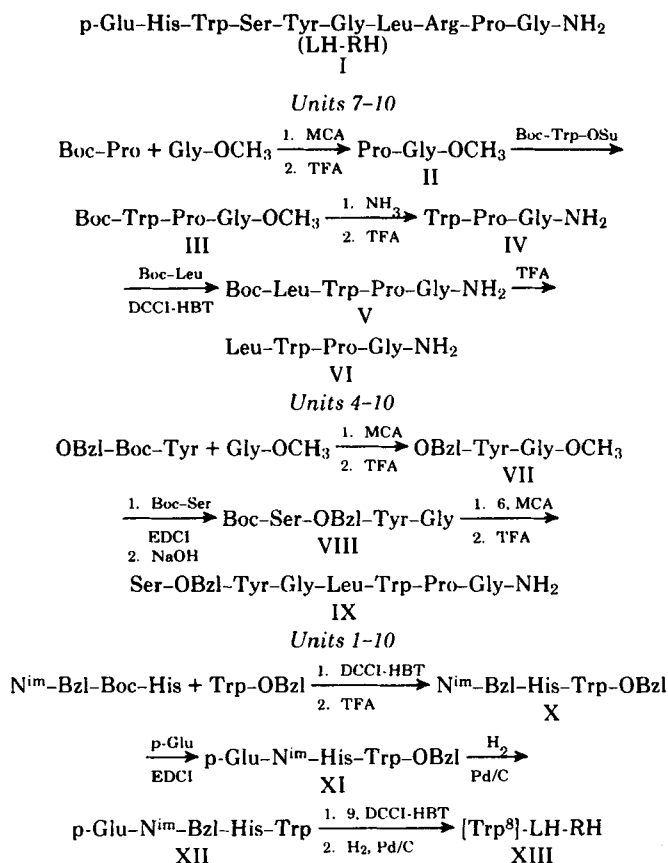 p-Glu-His-Trp-Ser-Tyr-Gly-Leu-Arg-Pro-Gly-NH2
(LH-RH)
I
Units 7-10
Boc-Pro + Gly-OCH3 1. MCA 2. TFA Pro-Gly-OCH3 Boc-Trp-OSu
II
Boc-Trp-Pro-Gly-OCH3 1. NH3 2. TFA Trp-Pro-Gly-NH2
III IV
Boc-Leu DCCI-HBT Boc-Leu-Trp-Pro-Gly-NH2 TFA
V
Leu-Trp-Pro-Gly-NH2
VI
Units 4-10
OBzl-Boc-Tyr + Gly-OCH3 1. MCA 2. TFA OBzl-Tyr-Gly-OCH3
VII
1. Boc-Ser EDCI 2. NaOH Boc-Ser-OBzl-Tyr-Gly 1. 6, MCA 2. TFA
VIII
Ser-OBzl-Tyr-Gly-Leu-Trp-Pro-Gly-NH2
IX
Units 1-10
Nim-Bzl-Boc-His + Trp-OBzl 1. DCCI-HBT 2. TFA Nim-Bzl-His-Trp-OBzl
X
p-Glu EDCI p-Glu-Nim-His-Trp-OBzl H2 Pd/C
XI
p-Glu-Nim-Bzl-His-Trp 1. 9, DCCI-HBT 2. H2, Pd/C [Trp8]-LH-RH
XII XIII